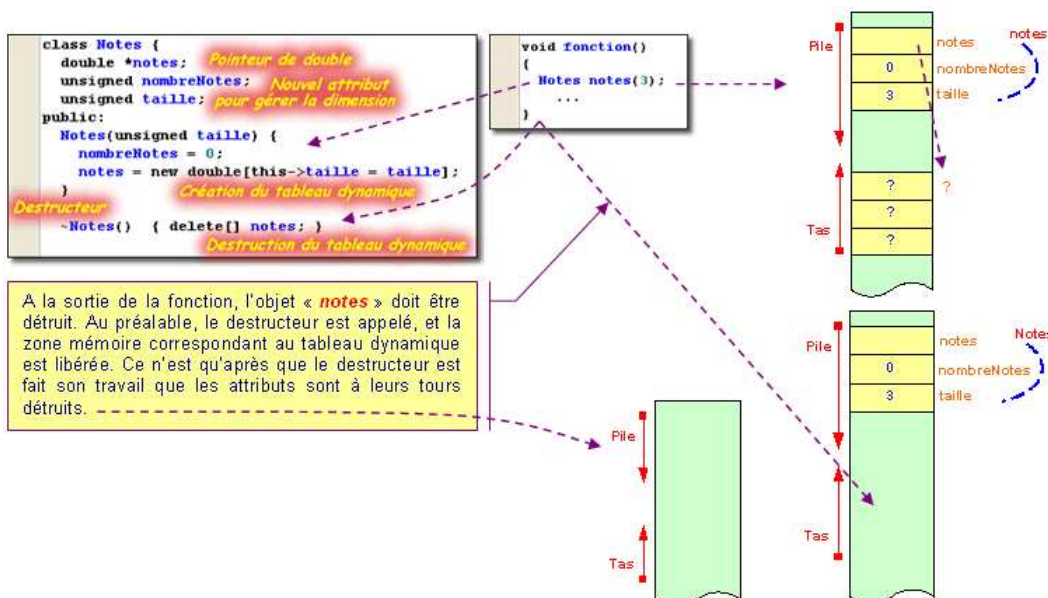 class Notes {
double *notes; Pointeur de double
unsigned nombreNotes; Nouvel attribut
unsigned taille; pour gérer la dimension
public:
Notes(unsigned taille) {
nombreNotes = 0;
notes = new double[this->taille = taille];
} Création du tableau dynamique
Destructeur
~Notes() { delete[] notes; }
Destruction du tableau dynamique
void fonction()
{
Notes notes(3);
...
}
Pile
notes
notes
0 nombreNotes
3 taille
? ?
?
Tas
?
A la sortie de la fonction, l'objet « notes » doit être
détruit. Au préalable, le destructeur est appelé, et la
zone mémoire correspondant au tableau dynamique
est libérée. Ce n'est qu'après que le destructeur est
fait son travail que les attributs sont à leurs tours
détruits.
Pile
Tas
Pile
notes
Notes
0 nombreNotes
3 taille
Tas